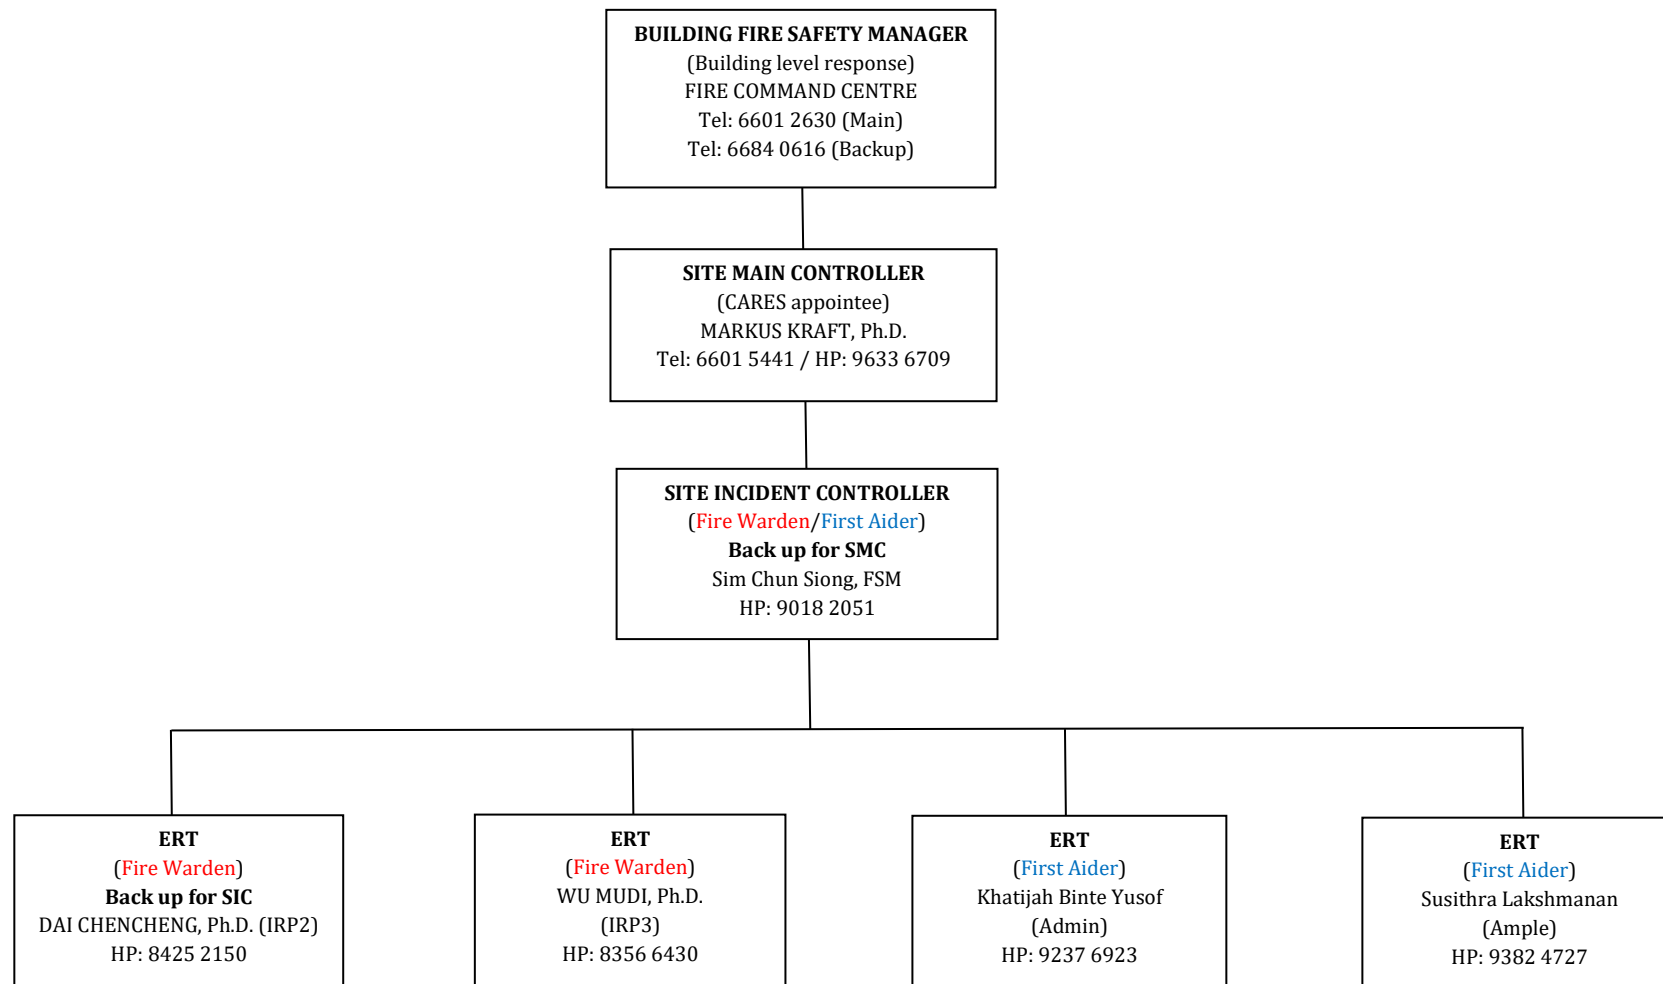 BUILDING FIRE SAFETY MANAGER
(Building level response)
FIRE COMMAND CENTRE
Tel: 6601 2630 (Main)
Tel: 6684 0616 (Backup)
SITE MAIN CONTROLLER
(CARES appointee)
MARKUS KRAFT, Ph.D.
Tel: 6601 5441 / HP: 9633 6709
SITE INCIDENT CONTROLLER
(Fire Warden/First Aider)
Back up for SMC
Sim Chun Siong, FSM
HP: 9018 2051
ERT
(Fire Warden)
Back up for SIC
DAI CHENCHENG, Ph.D. (IRP2)
HP: 8425 2150
ERT
(Fire Warden)
WU MUDI, Ph.D.
(IRP3)
HP: 8356 6430
ERT
(First Aider)
Khatijah Binte Yusof
(Admin)
HP: 9237 6923
ERT
(First Aider)
Susithra Lakshmanan
(Ample)
HP: 9382 4727